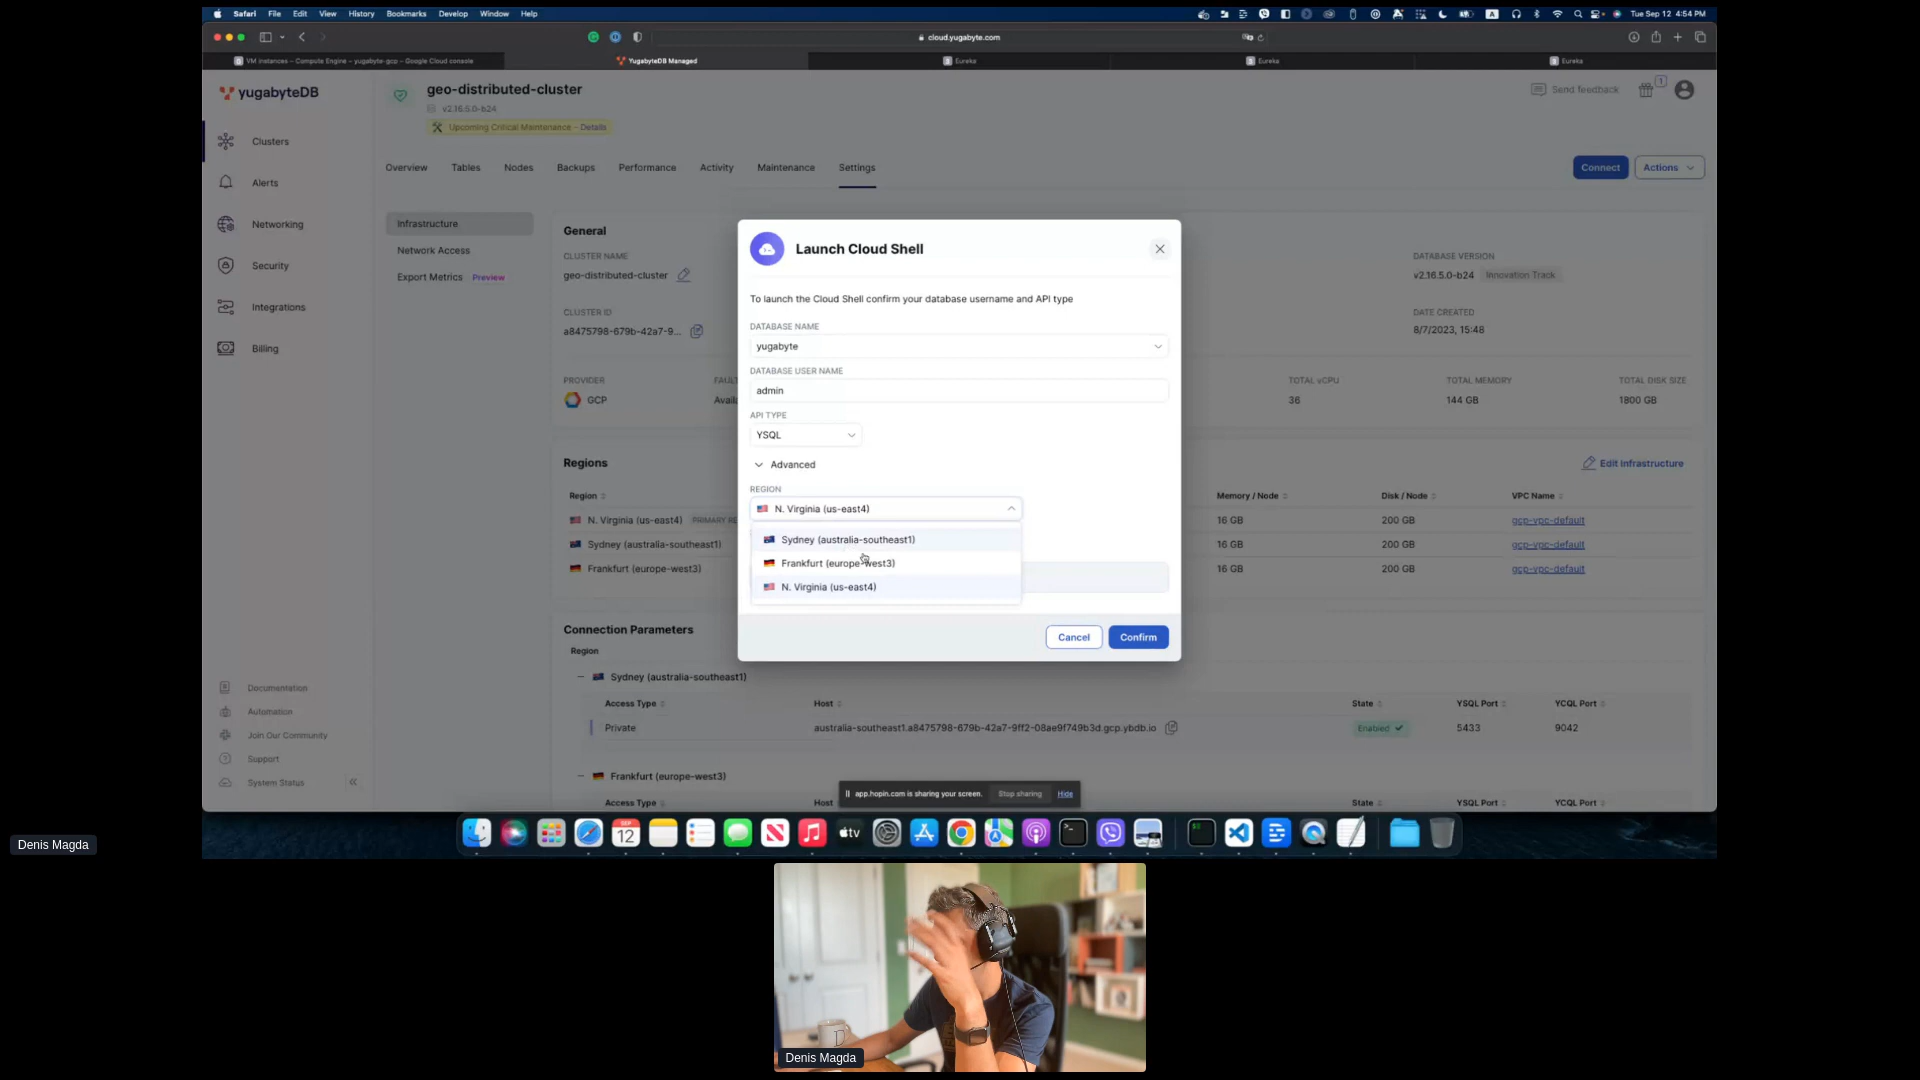 Safari File Edit View History Bookmarks Develop Window Help
Tue Sep 12 4:54 PM
cloud.yugabyte.com
VM instances – Compute Engine – yugabyte-gcp – Google Cloud console
YugabyteDB Managed
Eureka
Eureka
Eureka
yugabyteDB
geo-distributed-cluster
v2.16.5.0-b24
Upcoming Critical Maintenance - Details
Send feedback
1
Clusters
Alerts
Networking
Security
Integrations
Billing
Overview Tables Nodes Backups Performance Activity Maintenance Settings
Connect
Actions
Infrastructure
Network Access
Export Metrics Preview
General
CLUSTER NAME
geo-distributed-cluster
CLUSTER ID
a8475798-679b-42a7-9...
PROVIDER
GCP
DATABASE VERSION
v2.16.5.0-b24 Innovation Track
DATE CREATED
8/7/2023, 15:48
TOTAL vCPU
36
TOTAL MEMORY
144 GB
TOTAL DISK SIZE
1800 GB
Launch Cloud Shell
To launch the Cloud Shell confirm your database username and API type
DATABASE NAME
yugabyte
DATABASE USER NAME
admin
API TYPE
YSQL
Advanced
REGION
N. Virginia (us-east4)
Sydney (australia-southeast1)
Frankfurt (europe-west3)
N. Virginia (us-east4)
Cancel
Confirm
Regions
Edit Infrastructure
Region
Memory / Node Disk / Node VPC Name
N. Virginia (us-east4)
16 GB 200 GB gcp-vpc-default
Sydney (australia-southeast1)
16 GB 200 GB gcp-vpc-default
Frankfurt (europe-west3)
16 GB 200 GB gcp-vpc-default
Connection Parameters
Region
Sydney (australia-southeast1)
Access Type Host State YSQL Port YCQL Port
Private australia-southeast1.a8475798-679b-42a7-9ff2-08ae9f749b3d.gcp.ybdb.io Enabled 5433 9042
Frankfurt (europe-west3)
Access Type Host State YSQL Port YCQL Port
Documentation
Automation
Join Our Community
Support
System Status
app.hopin.com is sharing your screen. Stop sharing Hide
SEP
12
tv
Denis Magda
Denis Magda